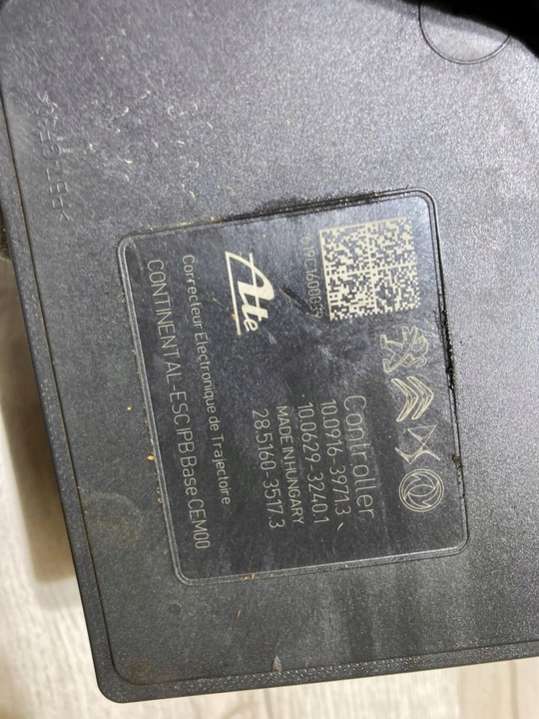 Ate
Correcteur Electronique de Trajectoire
CONTINENTAL-ESC IPB Base CEM00
Controller
10.0916-3971.3
10.0629-3240.1
MADE IN HUNGARY
28.5160-3517.3